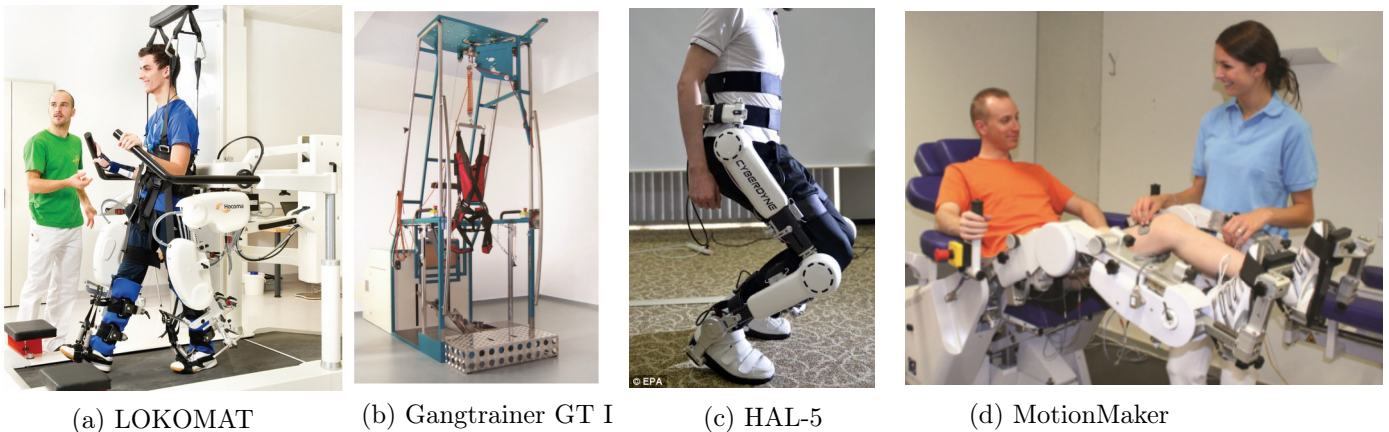 Hocoma
CYBERDYNE
© EPA
(a) LOKOMAT
(b) Gangtrainer GT I
(c) HAL-5
(d) MotionMaker